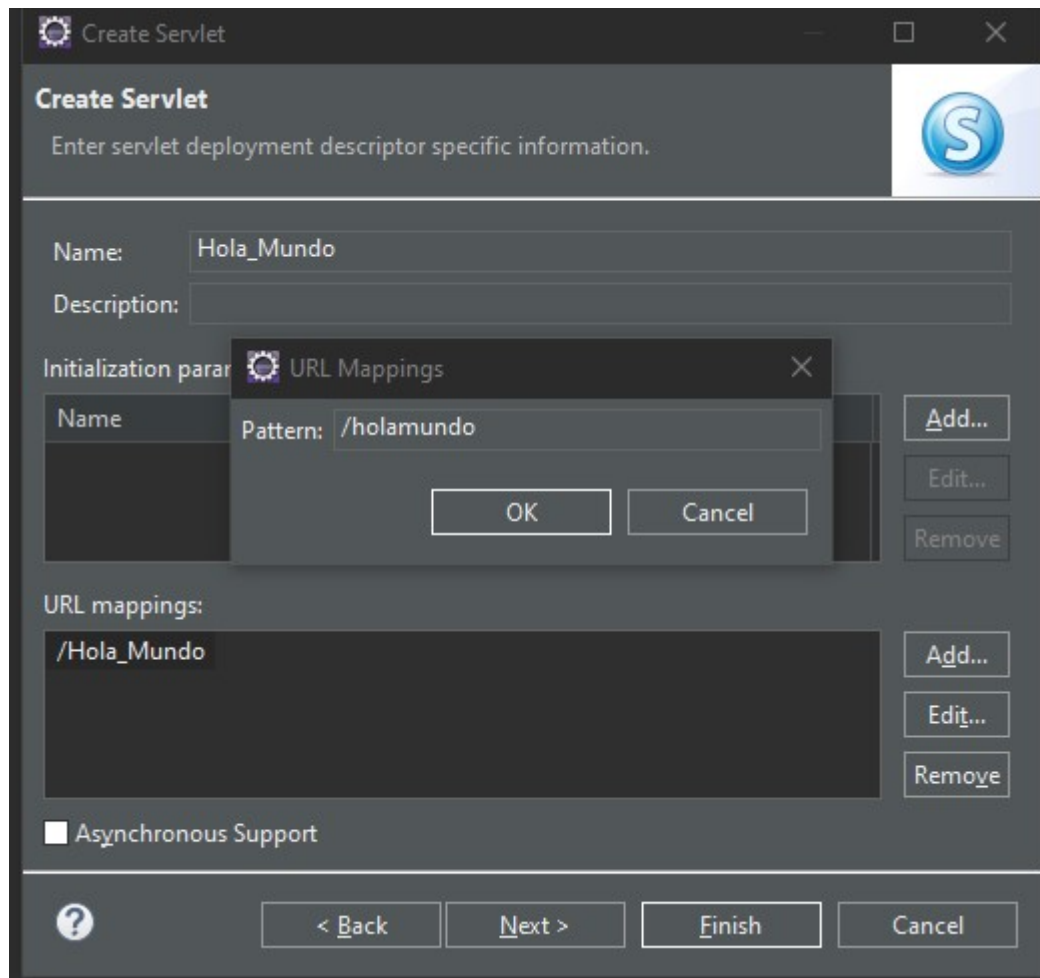 Create Servlet
Create Servlet
Enter servlet deployment descriptor specific information.
S
Name: Hola_Mundo
Description:
Initialization parar
URL Mappings
Name
Add...
Pattern: /holamundo
Edit...
OK Cancel
Remove
URL mappings:
/Hola_Mundo
Add...
Edit...
Remove
Asynchronous Support
? < Back Next > Finish Cancel